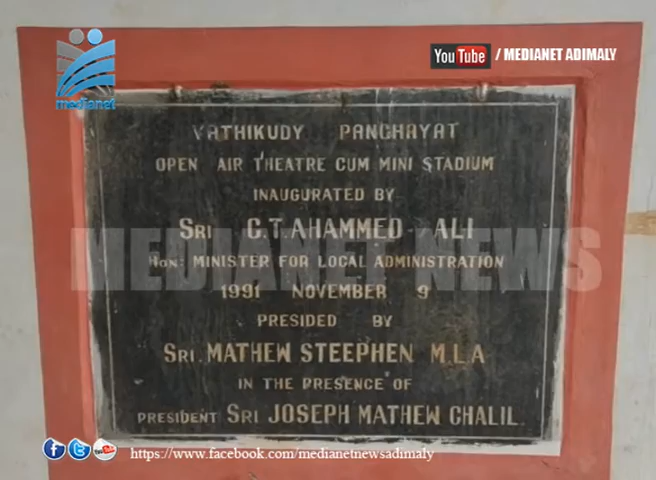 medianet
You Tube / MEDIANET ADIMALY
VATHIKUDY PANCHAYAT
OPEN AIR THEATRE CUM MINI STADIUM
INAUGURATED BY
SRI C.T.AHAMMED ALI
HON: MINISTER FOR LOCAL ADMINISTRATION
MEDIANET NEWS
1991 NOVEMBER 9
PRESIDED BY
SRI. MATHEW STEEPHEN M.L.A
IN THE PRESENCE OF
PRESIDENT SRI JOSEPH MATHEW CHALIL.
https://www.facebook.com/medianetnewsadimaly